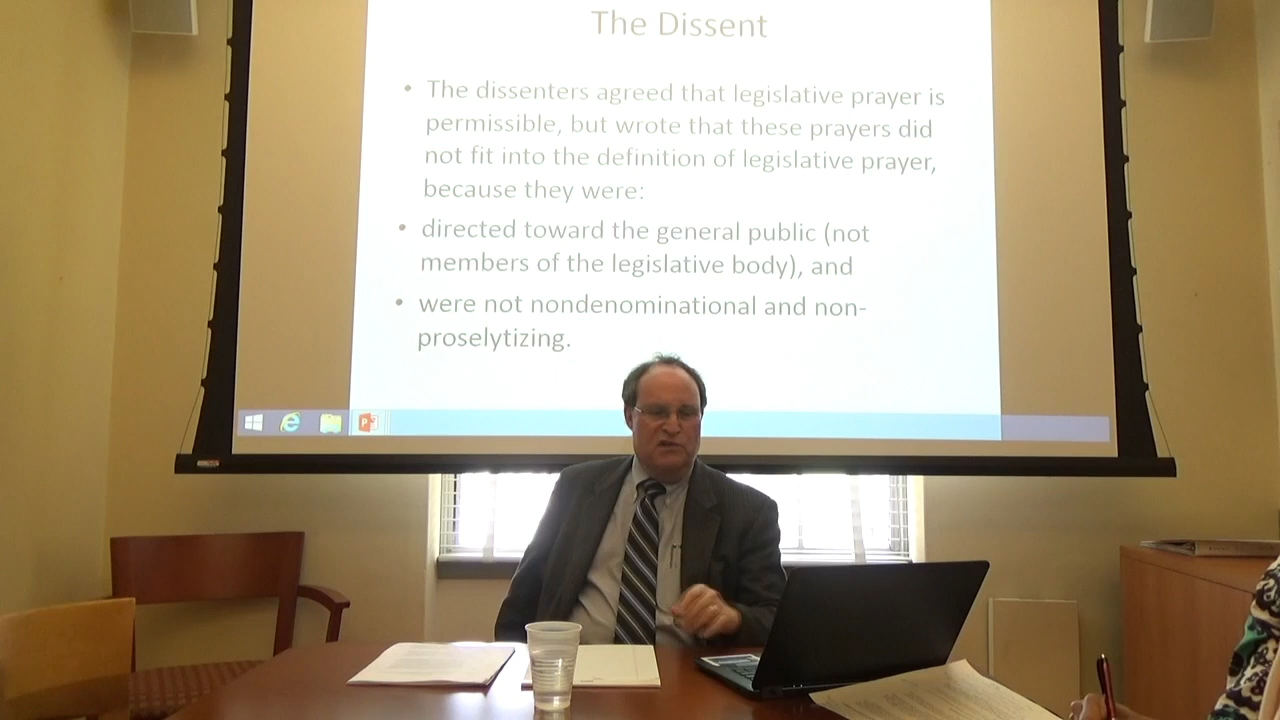 The Dissent
• The dissenters agreed that legislative prayer is
permissible, but wrote that these prayers did
not fit into the definition of legislative prayer,
because they were:
• directed toward the general public (not
members of the legislative body), and
• were not nondenominational and non-
proselytizing.